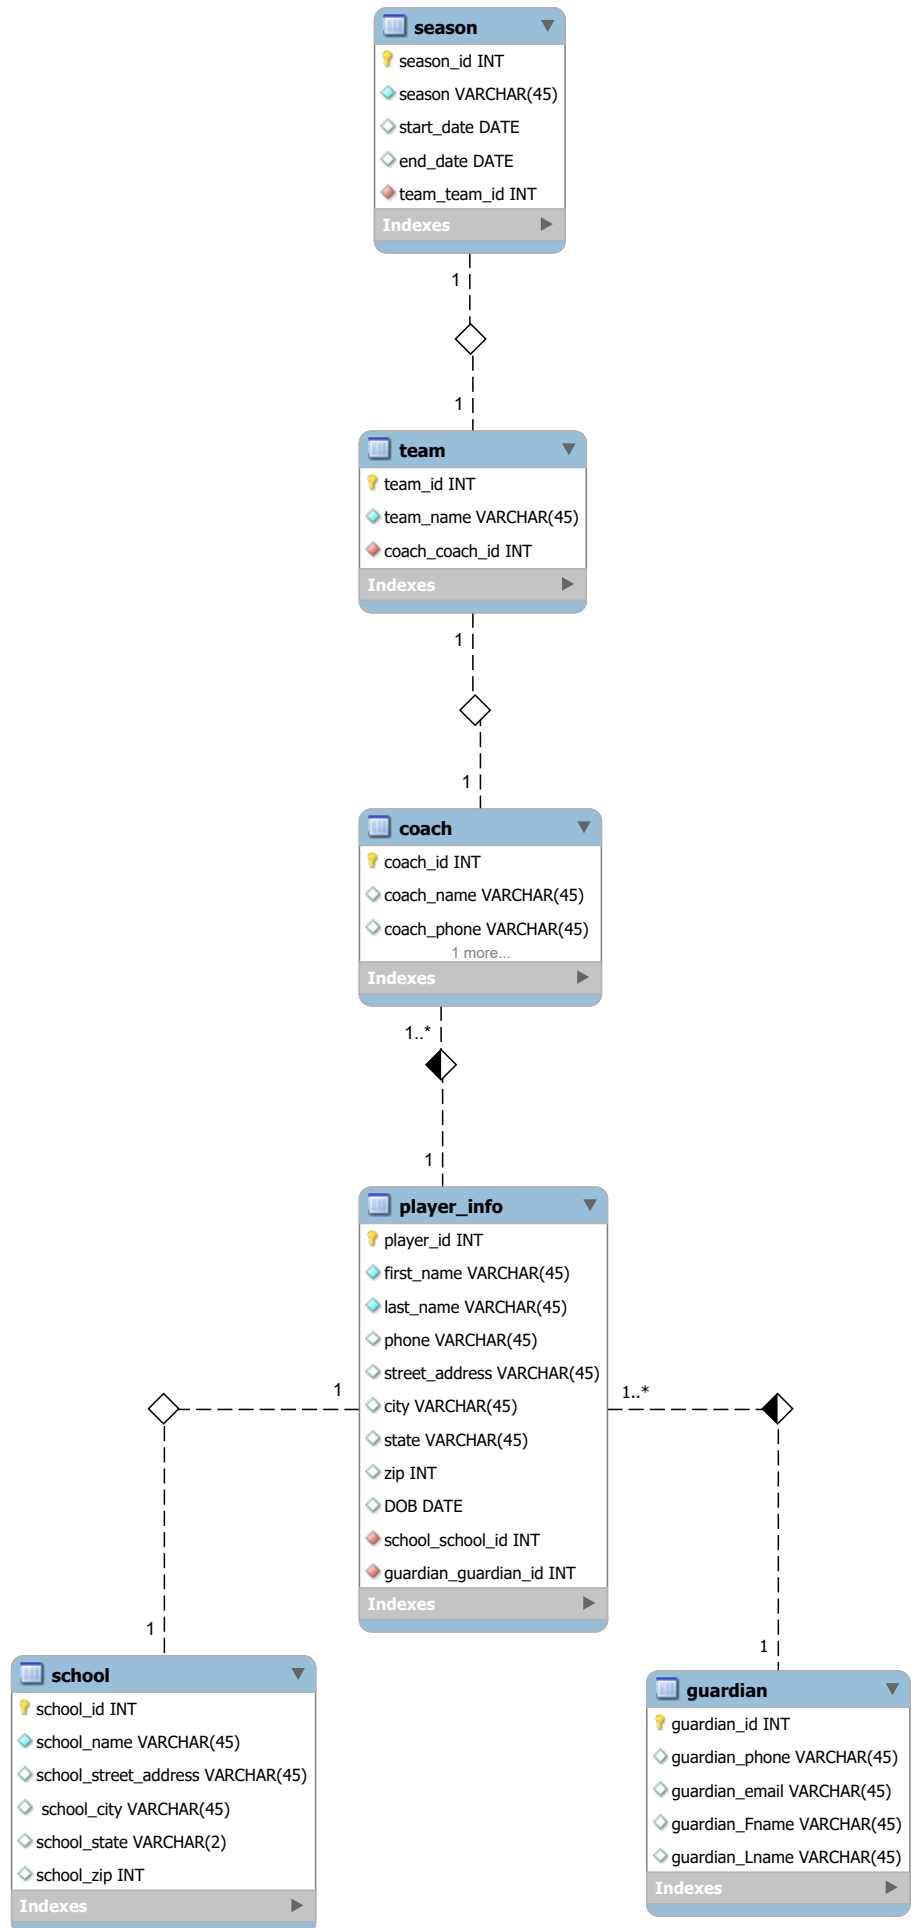 season
season_id INT
season VARCHAR(45)
start_date DATE
end_date DATE
team_team_id INT
Indexes
1
1
team
team_id INT
team_name VARCHAR(45)
coach_coach_id INT
Indexes
1
1
coach
coach_id INT
coach_name VARCHAR(45)
coach_phone VARCHAR(45)
1 more...
Indexes
1..*
1
player_info
player_id INT
first_name VARCHAR(45)
last_name VARCHAR(45)
phone VARCHAR(45)
street_address VARCHAR(45)
city VARCHAR(45)
state VARCHAR(45)
zip INT
DOB DATE
school_school_id INT
guardian_guardian_id INT
Indexes
1
1..*
1
1
school
school_id INT
school_name VARCHAR(45)
school_street_address VARCHAR(45)
school_city VARCHAR(45)
school_state VARCHAR(2)
school_zip INT
Indexes
guardian
guardian_id INT
guardian_phone VARCHAR(45)
guardian_email VARCHAR(45)
guardian_Fname VARCHAR(45)
guardian_Lname VARCHAR(45)
Indexes